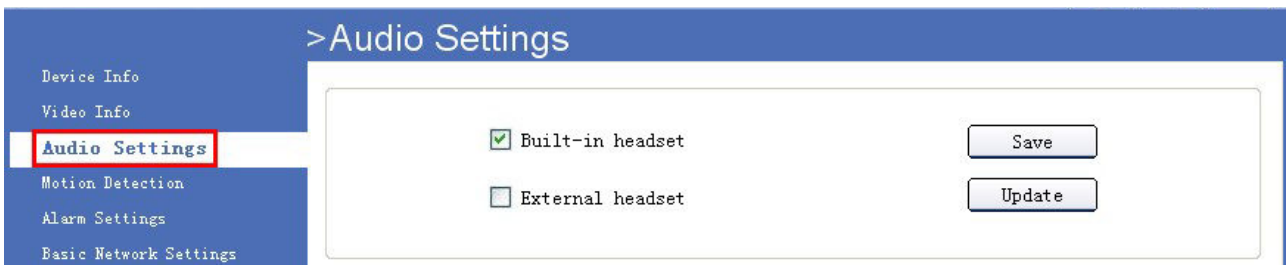 >Audio Settings
Device Info
Video Info
Audio Settings
Motion Detection
Alarm Settings
Basic Network Settings
Built-in headset
Save
External headset
Update